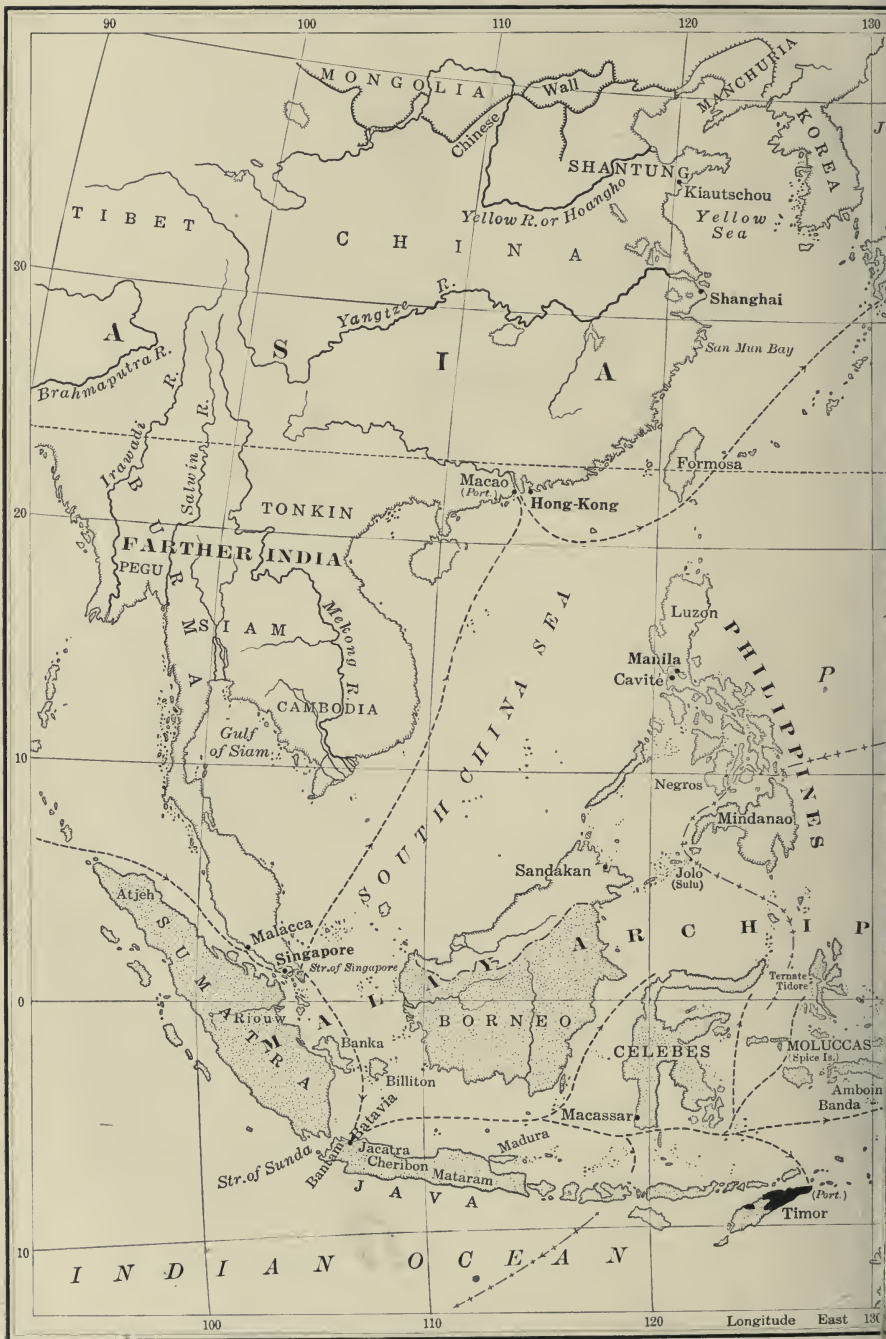 90
100
110
120
130
MONGOLIA
Chinese Wall
MANCHURIA
KOREA
J
SHANTUNG
Kiautschou
Yellow R. or Hoangho
Yellow
Sea
TIBET
CHINA
30
Yangtze R.
Shanghai
San Mun Bay
ASIA
Brahmaputra R.
Irawadi R.
Salwin R.
BURMA
Formosa
Macao
(Port.)
Hong-Kong
TONKIN
20
FARTHER INDIA
PEGU
SIAM
Mekong R.
CAMBODIA
Gulf
of Siam
SOUTH CHINA SEA
Luzon
PHILIPPINES
Manila
Cavité
P
10
Negros
Mindanao
Sandakan
Jolo
(Sulu)
Atjeh
SUMATRA
Malacca
Singapore
Str. of Singapore
MALAY ARCHIP
Ternate
Tidore
0
Riouw
BORNEO
Banka
CELEBES
MOLUCCAS
(Spice Is.)
Billiton
Amboin
Banda
Macassar
Batavia
Bantam
Str. of Sunda
Jacatra
Cheribon
Mataram
Madura
JAVA
(Port.)
Timor
10
INDIAN OCEAN
100
110
120
Longitude East 130